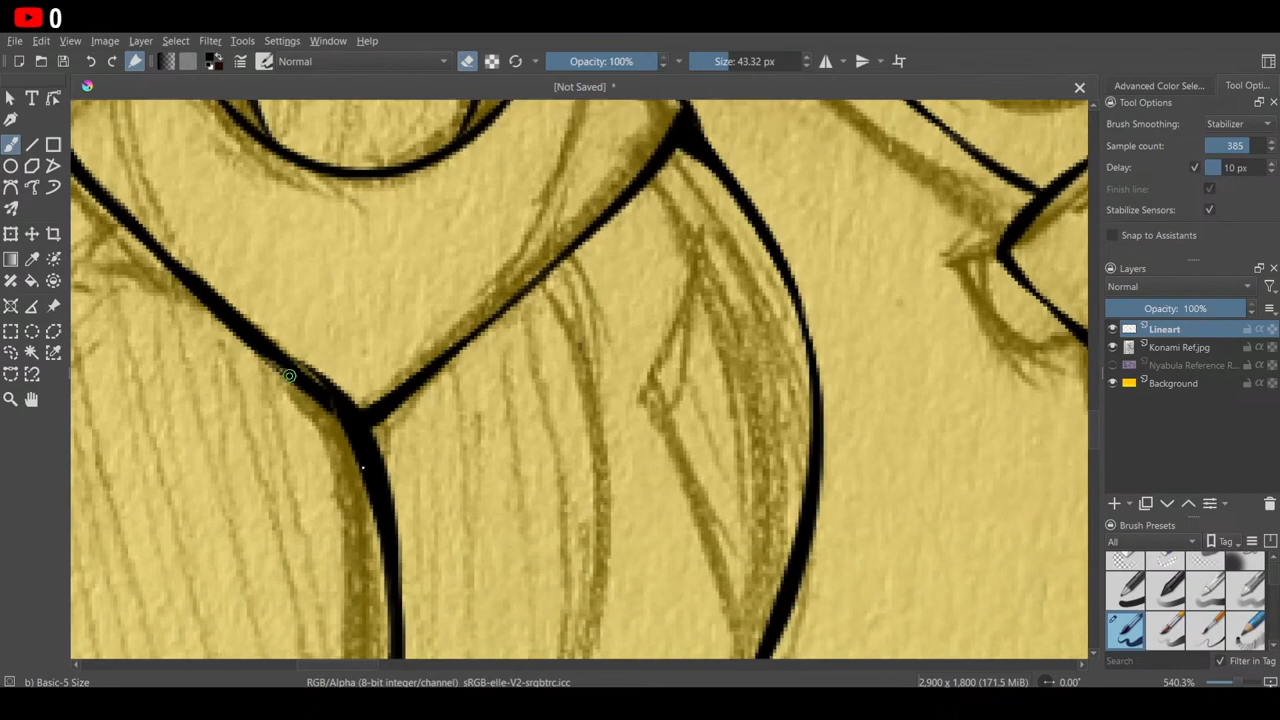 0
File Edit View Image Layer Select Filter Tools Settings Window Help
Normal
Opacity: 100%
Size: 43.32 px
[Not Saved] *
Advanced Color Sele...
Tool Opti...
Tool Options
Brush Smoothing: Stabilizer
Sample count: 385
Delay: 10 px
Finish line:
Stabilize Sensors:
Snap to Assistants
Layers
Normal
Opacity: 100%
Lineart
Konami Ref.jpg
Nyabula Reference R...
Background
Brush Presets
All
Tag
Search
Filter in Tag
b) Basic-5 Size
RGB/Alpha (8-bit integer/channel) sRGB-elle-V2-srgbtrc.icc
2,900 x 1,800 (171.5 MiB)
0.00°
540.3%